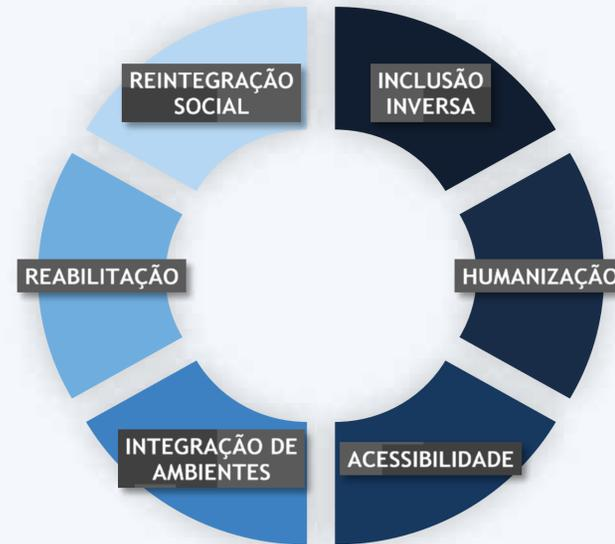 REINTEGRAÇÃO
SOCIAL
INCLUSÃO
INVERSA
REABILITAÇÃO
HUMANIZAÇÃO
INTEGRAÇÃO DE
AMBIENTES
ACESSIBILIDADE